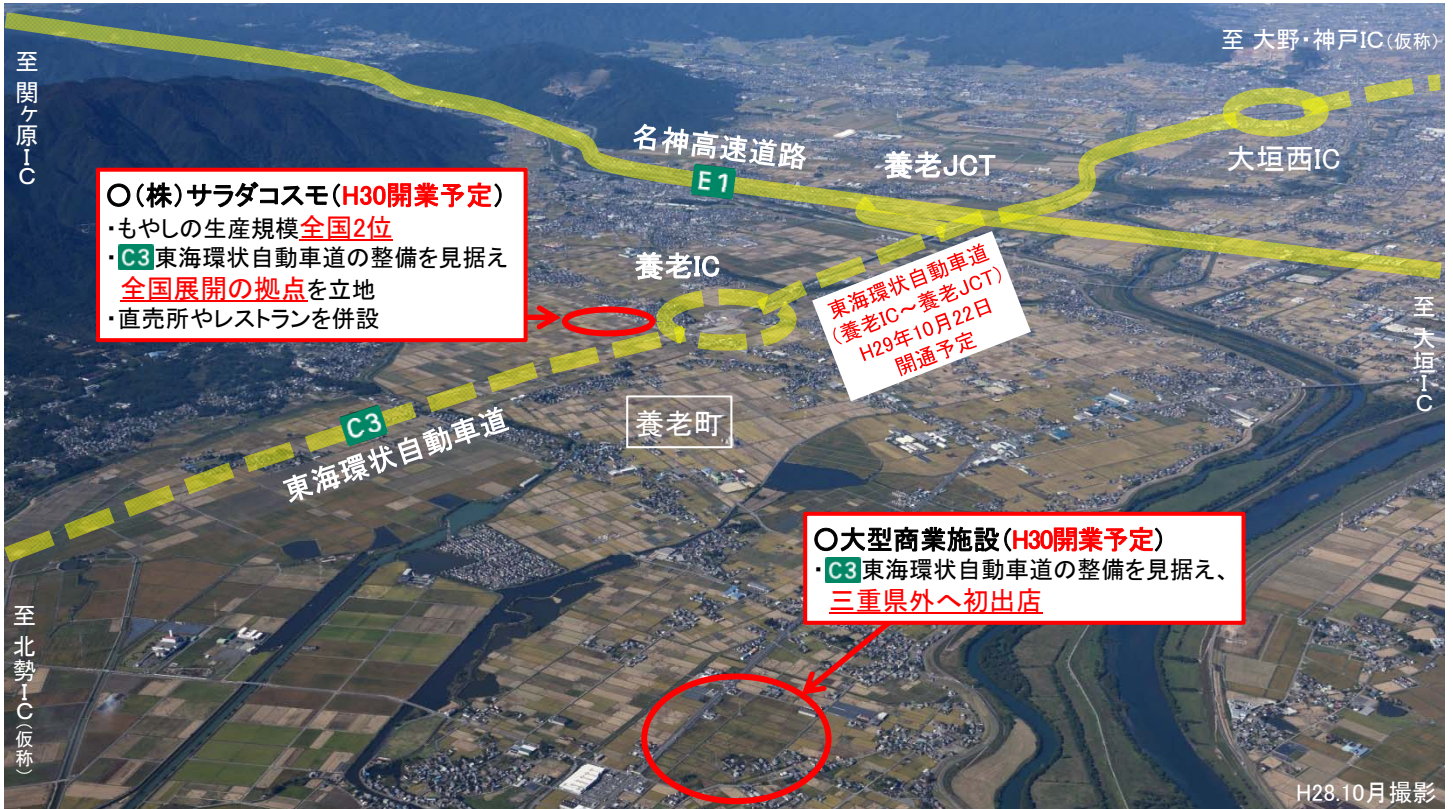 至 大野・神戸IC(仮称)
至 関ヶ原IC
名神高速道路
E1
養老JCT
大垣西IC
○(株)サラダコスモ(H30開業予定)
・もやしの生産規模全国2位
・C3東海環状自動車道の整備を見据え
全国展開の拠点を立地
・直売所やレストランを併設
養老IC
東海環状自動車道
(養老IC～養老JCT)
H29年10月22日
開通予定
至 大垣IC
C3
東海環状自動車道
養老町
○大型商業施設(H30開業予定)
・C3東海環状自動車道の整備を見据え、
三重県外へ初出店
至 北勢IC(仮称)
H28.10月撮影